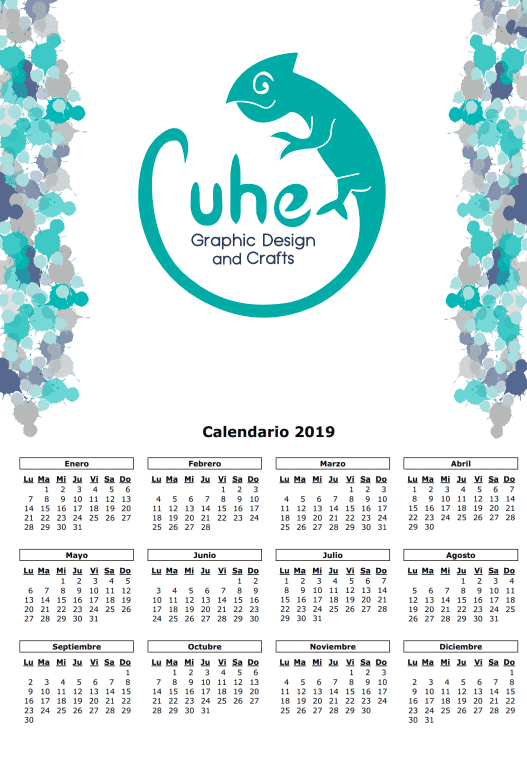 Cuhe
Graphic Design
and Crafts
Calendario 2019
Enero
Lu Ma Mi Ju Vi Sa Do
1 2 3 4 5 6
7 8 9 10 11 12 13
14 15 16 17 18 19 20
21 22 23 24 25 26 27
28 29 30 31
Febrero
Lu Ma Mi Ju Vi Sa Do
1 2 3
4 5 6 7 8 9 10
11 12 13 14 15 16 17
18 19 20 21 22 23 24
25 26 27 28
Marzo
Lu Ma Mi Ju Vi Sa Do
1 2 3
4 5 6 7 8 9 10
11 12 13 14 15 16 17
18 19 20 21 22 23 24
25 26 27 28 29 30 31
Abril
Lu Ma Mi Ju Vi Sa Do
1 2 3 4 5 6 7
8 9 10 11 12 13 14
15 16 17 18 19 20 21
22 23 24 25 26 27 28
29 30
Mayo
Lu Ma Mi Ju Vi Sa Do
1 2 3 4 5
6 7 8 9 10 11 12
13 14 15 16 17 18 19
20 21 22 23 24 25 26
27 28 29 30 31
Junio
Lu Ma Mi Ju Vi Sa Do
1 2
3 4 5 6 7 8 9
10 11 12 13 14 15 16
17 18 19 20 21 22 23
24 25 26 27 28 29 30
Julio
Lu Ma Mi Ju Vi Sa Do
1 2 3 4 5 6 7
8 9 10 11 12 13 14
15 16 17 18 19 20 21
22 23 24 25 26 27 28
29 30 31
Agosto
Lu Ma Mi Ju Vi Sa Do
1 2 3 4
5 6 7 8 9 10 11
12 13 14 15 16 17 18
19 20 21 22 23 24 25
26 27 28 29 30 31
Septiembre
Lu Ma Mi Ju Vi Sa Do
1
2 3 4 5 6 7 8
9 10 11 12 13 14 15
16 17 18 19 20 21 22
23 24 25 26 27 28 29
30
Octubre
Lu Ma Mi Ju Vi Sa Do
1 2 3 4 5 6
7 8 9 10 11 12 13
14 15 16 17 18 19 20
21 22 23 24 25 26 27
28 29 30 31
Noviembre
Lu Ma Mi Ju Vi Sa Do
1 2 3
4 5 6 7 8 9 10
11 12 13 14 15 16 17
18 19 20 21 22 23 24
25 26 27 28 29 30
Diciembre
Lu Ma Mi Ju Vi Sa Do
1
2 3 4 5 6 7 8
9 10 11 12 13 14 15
16 17 18 19 20 21 22
23 24 25 26 27 28 29
30 31